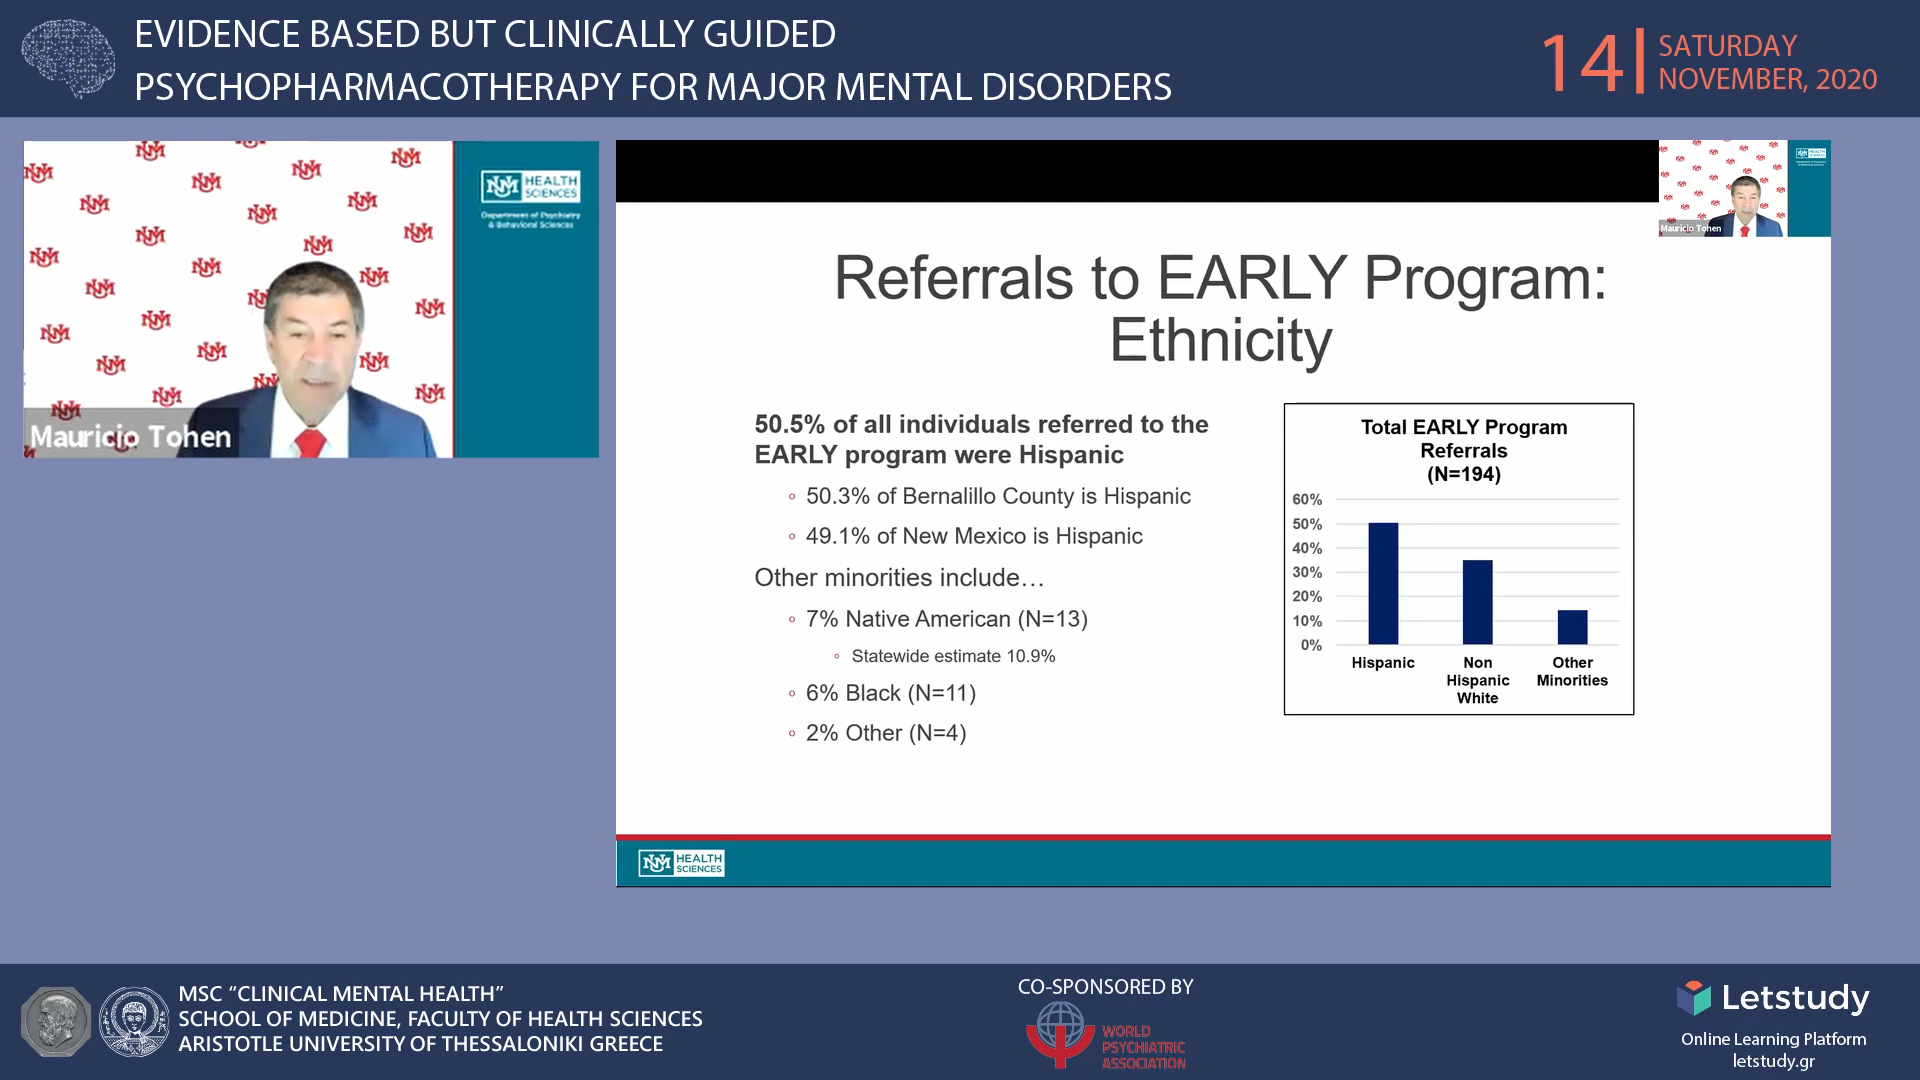 EVIDENCE BASED BUT CLINICALLY GUIDED
PSYCHOPHARMACOTHERAPY FOR MAJOR MENTAL DISORDERS
14
SATURDAY
NOVEMBER, 2020
UNM HEALTH
SCIENCES
Department of Psychiatry
& Behavioral Sciences
Mauricio Tohen
Mauricio Tohen
Referrals to EARLY Program:
Ethnicity
50.5% of all individuals referred to the
EARLY program were Hispanic
◦ 50.3% of Bernalillo County is Hispanic
◦ 49.1% of New Mexico is Hispanic
Other minorities include…
◦ 7% Native American (N=13)
◦ Statewide estimate 10.9%
◦ 6% Black (N=11)
◦ 2% Other (N=4)
Total EARLY Program
Referrals
(N=194)
60%
50%
40%
30%
20%
10%
0%
Hispanic
Non
Hispanic
White
Other
Minorities
UNM HEALTH
SCIENCES
MSC “CLINICAL MENTAL HEALTH”
SCHOOL OF MEDICINE, FACULTY OF HEALTH SCIENCES
ARISTOTLE UNIVERSITY OF THESSALONIKI GREECE
CO-SPONSORED BY
WORLD
PSYCHIATRIC
ASSOCIATION
Letstudy
Online Learning Platform
letstudy.gr